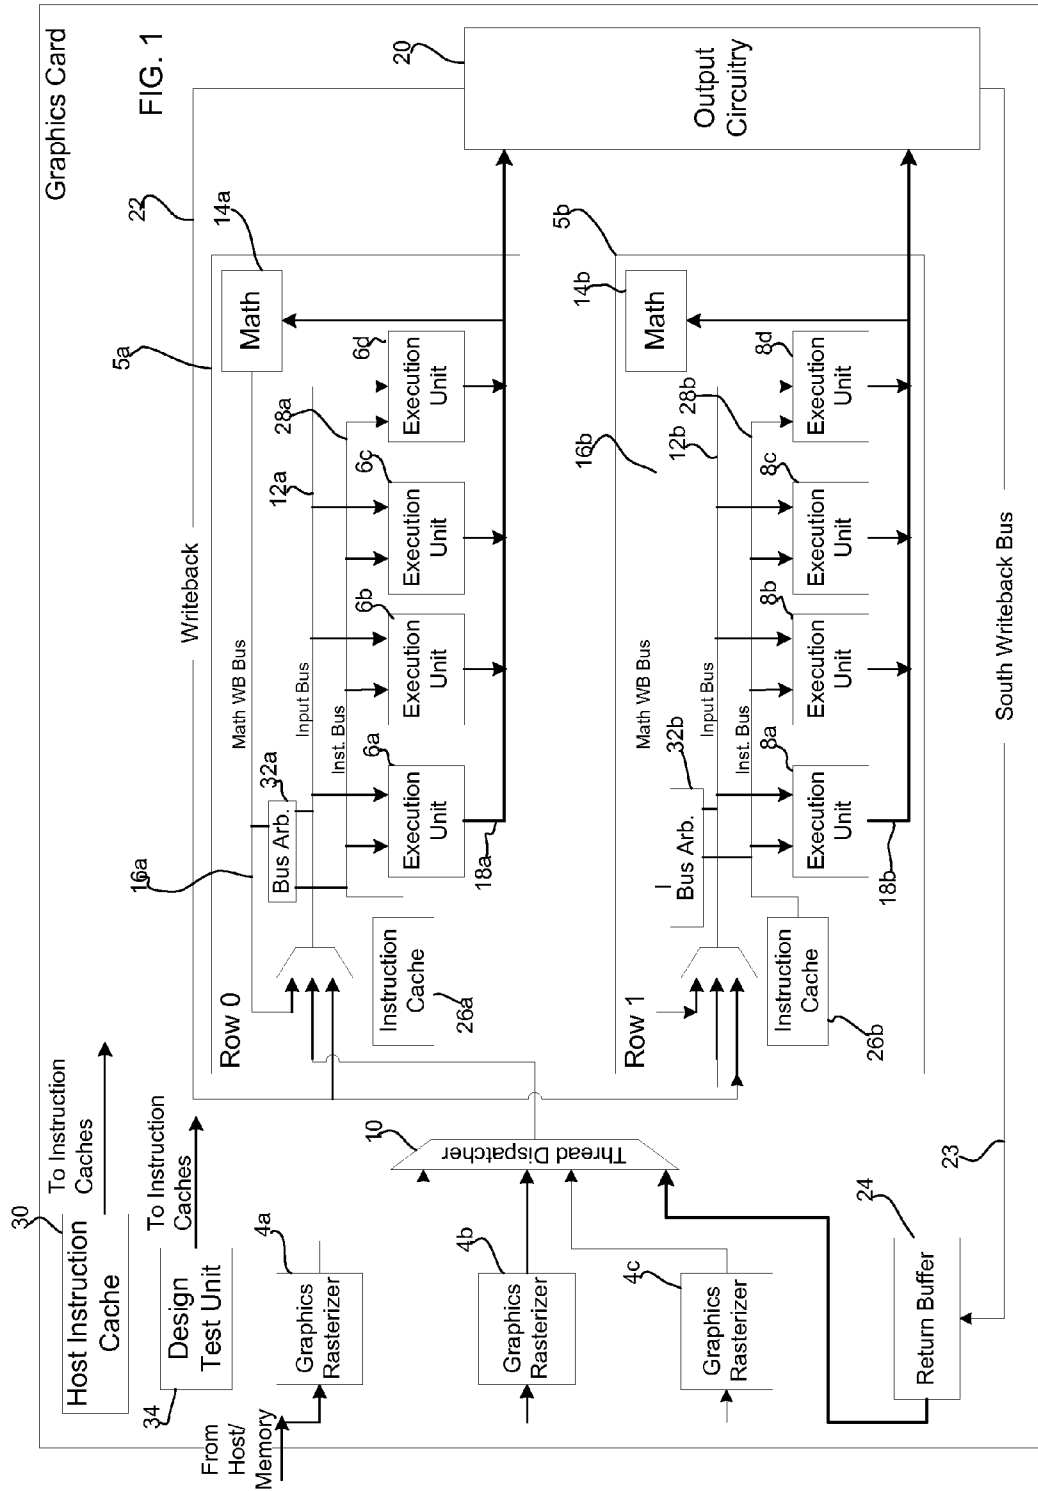 Graphics Card
FIG. 1
30
Host Instruction
Cache
To Instruction
Caches
34
Design
Test Unit
To Instruction
Caches
From
Host/
Memory
4a
Graphics
Rasterizer
4b
Graphics
Rasterizer
4c
Graphics
Rasterizer
24
Return Buffer
10
Thread Dispatcher
23
South Writeback Bus
22
Writeback
5a
Row 0
16a
Math WB Bus
14a
Math
32a
Bus Arb.
Input Bus
12a
Inst. Bus
28a
Instruction
Cache
26a
6a
Execution
Unit
6b
Execution
Unit
6c
Execution
Unit
6d
Execution
Unit
18a
20
Output
Circuitry
5b
Row 1
Math WB Bus
16b
14b
Math
32b
Bus Arb.
Input Bus
12b
Inst. Bus
28b
Instruction
Cache
26b
8a
Execution
Unit
8b
Execution
Unit
8c
Execution
Unit
8d
Execution
Unit
18b